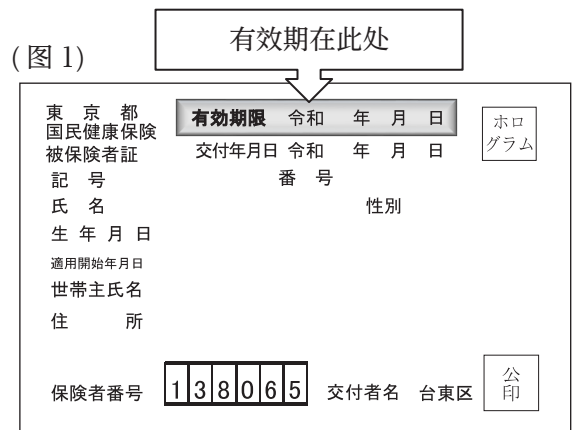 (图 1)
有效期在此处
東京都
国民健康保険
被保険者証
有効期限 令和 年 月 日
交付年月日 令和 年 月 日
ホロ
グラム
記号 番号
氏名 性別
生年月日
適用開始年月日
世帯主氏名
住所
保険者番号 138065 交付者名 台東区
公
印